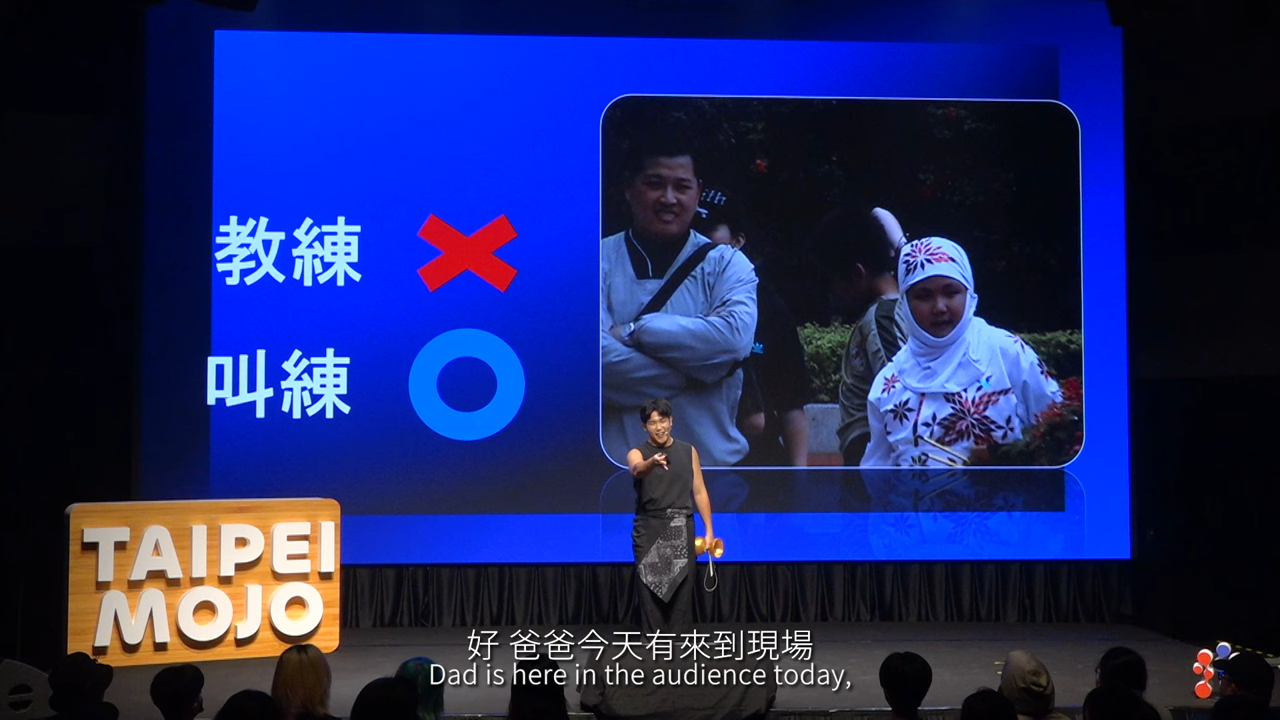 教練
叫練
TAIPEI
MOJO
好 爸爸今天有來到現場
Dad is here in the audience today,